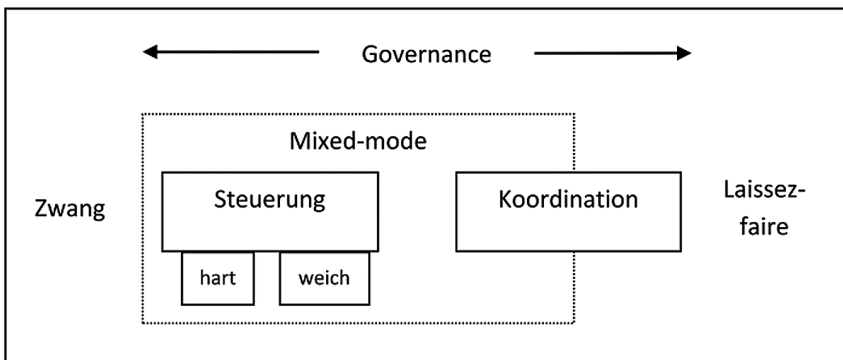 Governance
Mixed-mode
Zwang
Steuerung
Koordination
Laissez-
faire
hart
weich